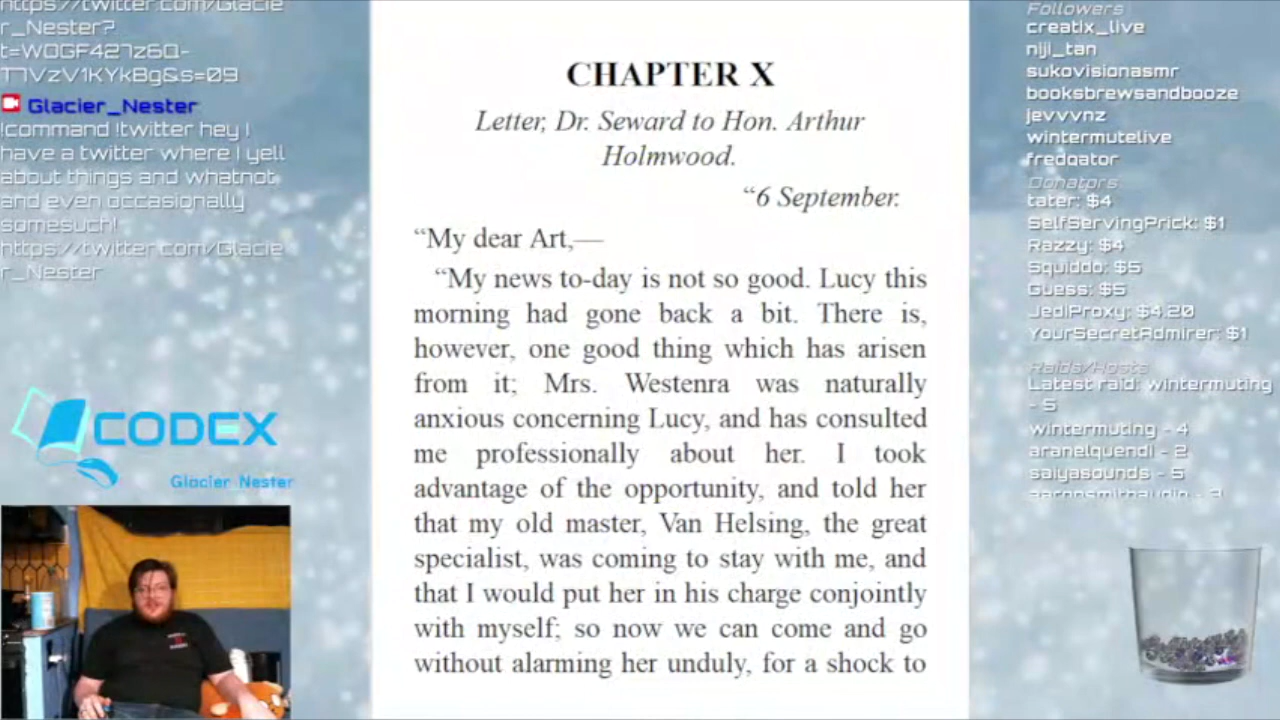 https://twitter.com/Glacie
r_Nester?
t=W0GF427z6Q-
T7VzV1KYkBg&s=09
Glacier_Nester
!command !twitter hey I
have a twitter where I yell
about things and whatnot
and even occasionally
somesuch!
https://twitter.com/Glacie
r_Nester
CODEX
Glacier Nester
CHAPTER X
Letter, Dr. Seward to Hon. Arthur
Holmwood.
“6 September.
“My dear Art,—
“My news to-day is not so good. Lucy this
morning had gone back a bit. There is,
however, one good thing which has arisen
from it; Mrs. Westenra was naturally
anxious concerning Lucy, and has consulted
me professionally about her. I took
advantage of the opportunity, and told her
that my old master, Van Helsing, the great
specialist, was coming to stay with me, and
that I would put her in his charge conjointly
with myself; so now we can come and go
without alarming her unduly, for a shock to
Followers
creatix_live
niji_tan
sukovisionasmr
booksbrewsandbooze
jevvvnz
wintermutelive
fredgator
Donators
tater: $4
SelfServingPrick: $1
Razzy: $4
Squiddo: $5
Guess: $5
JediProxy: $4.20
YourSecretAdmirer: $1
Raids/Hosts
Latest raid: wintermuting
- 5
wintermuting - 4
aranelquendi - 2
saiyasounds - 5